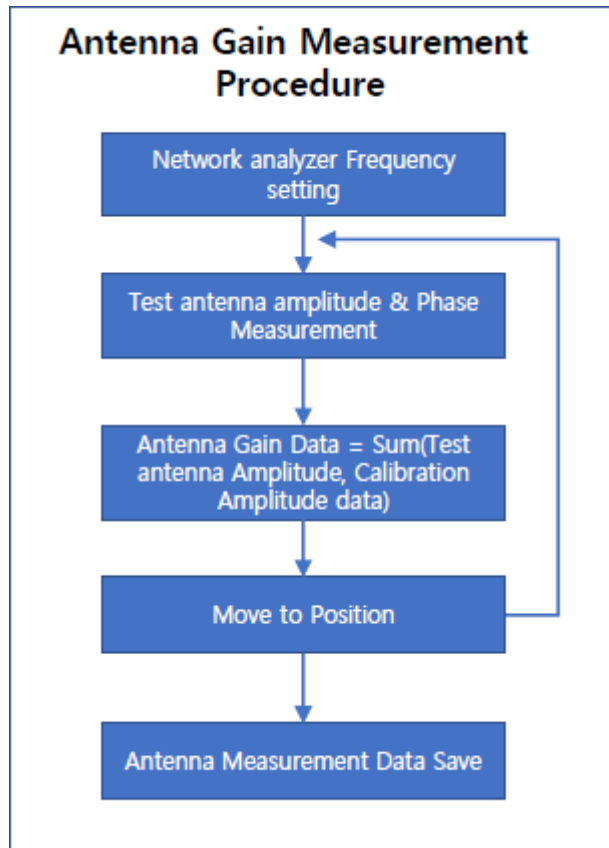 Antenna Gain Measurement
Procedure
Network analyzer Frequency
setting
Test antenna amplitude & Phase
Measurement
Antenna Gain Data = Sum(Test
antenna Amplitude, Calibration
Amplitude data)
Move to Position
Antenna Measurement Data Save